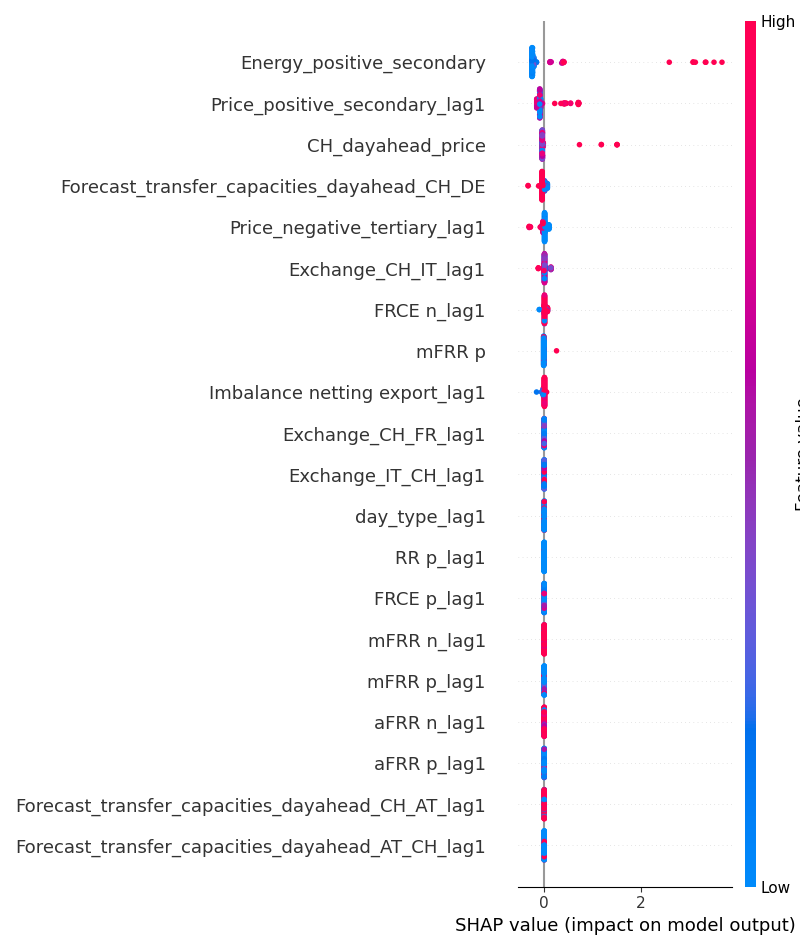 High
Energy_positive_secondary
Price_positive_secondary_lag1
CH_dayahead_price
Forecast_transfer_capacities_dayahead_CH_DE
Price_negative_tertiary_lag1
Exchange_CH_IT_lag1
FRCE n_lag1
mFRR p
Imbalance netting export_lag1
Exchange_CH_FR_lag1
Exchange_IT_CH_lag1
day_type_lag1
RR p_lag1
FRCE p_lag1
mFRR n_lag1
mFRR p_lag1
aFRR n_lag1
aFRR p_lag1
Forecast_transfer_capacities_dayahead_CH_AT_lag1
Forecast_transfer_capacities_dayahead_AT_CH_lag1
Low
0 2
SHAP value (impact on model output)